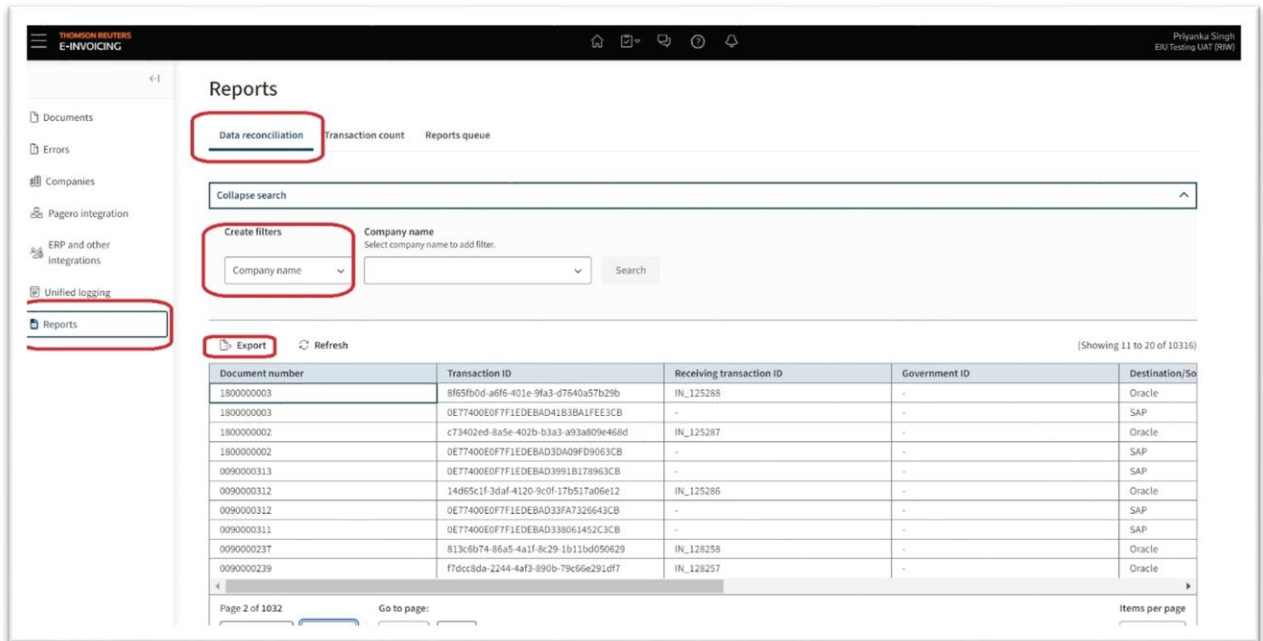 THOMSON REUTERS
E-INVOICING
Priyanka Singh
EIU Testing UAT (RIW)
Documents
Errors
Companies
Pagero integration
ERP and other
integrations
Unified logging
Reports
Reports
Data reconciliation Transaction count Reports queue
Collapse search
Create filters Company name
Select company name to add filter.
Company name Search
Export Refresh (Showing 11 to 20 of 10316)
Document number Transaction ID Receiving transaction ID Government ID Destination/So
1800000003 8f65fb0d-a6f6-401e-9fa3-d7640a57b29b IN_125288 - Oracle
1800000003 0E77400E0F7F1EDEBAD41B3BA1FEE3CB - - SAP
1800000002 c73402ed-8a5e-402b-b3a3-a93a809e468d IN_125287 - Oracle
1800000002 0E77400E0F7F1EDEBAD3DA09FD9063CB - - SAP
0090000313 0E77400E0F7F1EDEBAD3991B178963CB - - SAP
0090000312 14d65c1f-3daf-4120-9c0f-17b517a06e12 IN_125286 - Oracle
0090000312 0E77400E0F7F1EDEBAD33FA7326643CB - - SAP
0090000311 0E77400E0F7F1EDEBAD338061452C3CB - - SAP
0090000237 813c6b74-86a5-4a1f-8c29-1b11bd050629 IN_128258 - Oracle
0090000239 f7dcc8da-2244-4af3-890b-79c66e291df7 IN_128257 - Oracle
Page 2 of 1032 Go to page: Items per page